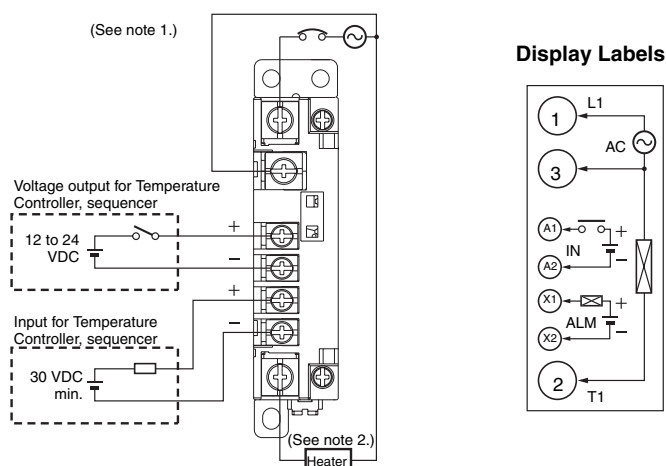 (See note 1.)
Voltage output for Temperature
Controller, sequencer
12 to 24
VDC
+
−
+
−
Input for Temperature
Controller, sequencer
30 VDC
min.
(See note 2.)
Heater
Display Labels
1
L1
AC
3
A1
+
IN
A2
−
X1
+
ALM
X2
−
2
T1